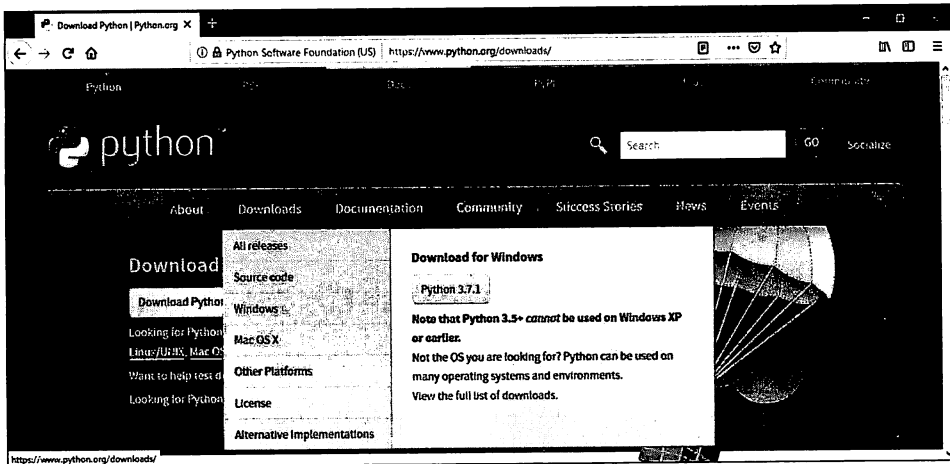 Download Python | Python.org
Python Software Foundation (US) https://www.python.org/downloads/
Python Docs PyPI Community
python
Search GO Socialize
About Downloads Documentation Community Success Stories News Events
Download
All releases
Source code
Windows
Mac OS X
Other Platforms
License
Alternative Implementations
Download for Windows
Python 3.7.1
Note that Python 3.5+ cannot be used on Windows XP
or earlier.
Not the OS you are looking for? Python can be used on
many operating systems and environments.
View the full list of downloads.
Download Python
Looking for Python
Linux/UNIX, Mac OS
Want to help test d
Looking for Python
https://www.python.org/downloads/